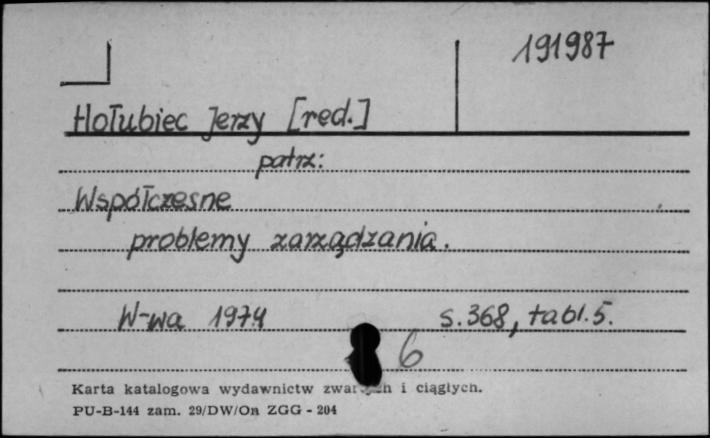 191987
Hołubiec Jerzy [red.]
patrz:
Współczesne
problemy zarządzania.
W-wa 1974 s.368, tabl.5.
6
Karta katalogowa wydawnictw i ciągłych.
PU-B-144 zam. 29/DW/On ZGG - 204